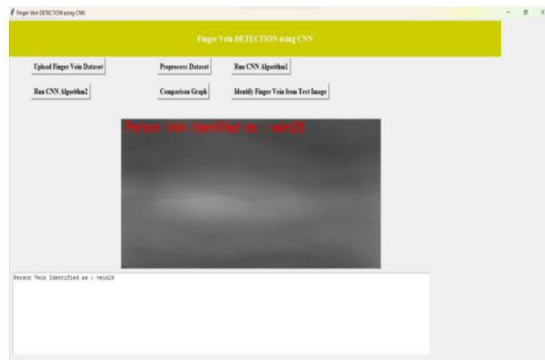 Finger Vein DETECTION using CNN
Finger Vein DETECTION using CNN
Upload Finger Vein Dataset
Preprocess Dataset
Run CNN Algorithm1
Run CNN Algorithm2
Comparison Graph
Identify Finger Vein from Test Image
Person Vein identified as : vein26
Person Vein Identified as : vein26